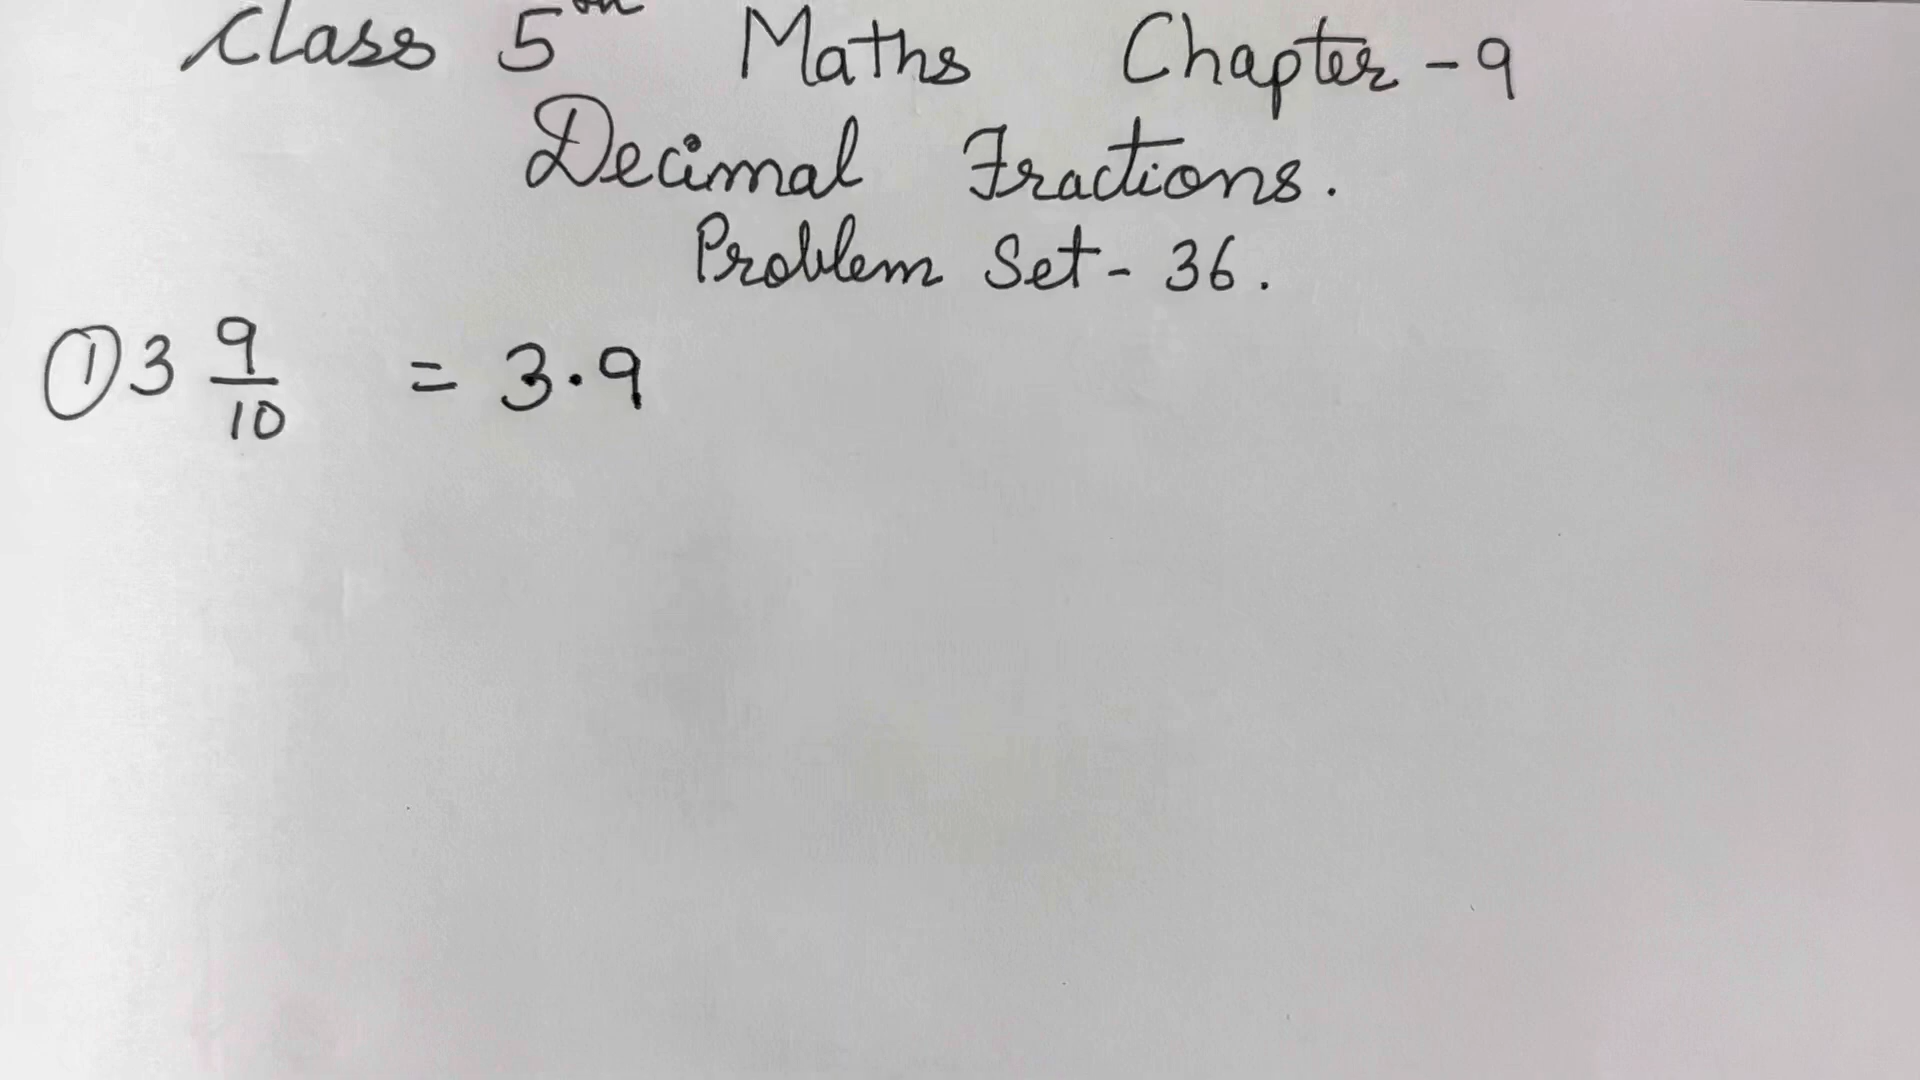 Class 5th Maths Chapter - 9
Decimal Fractions.
Problem Set - 36.
① 3 9/10 = 3.9